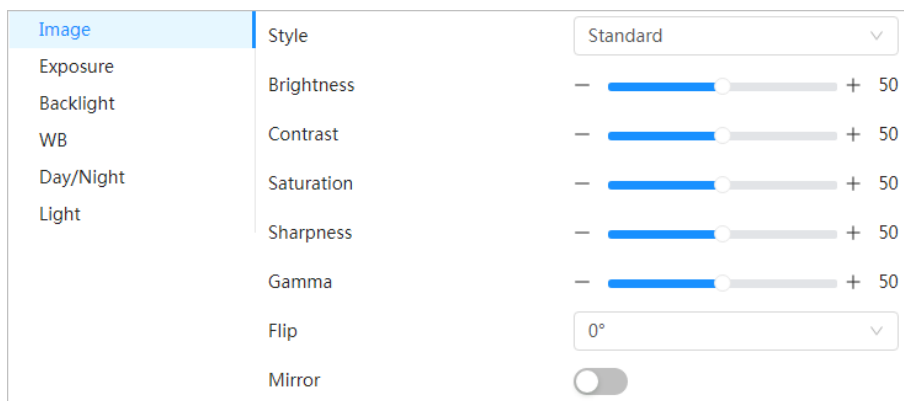 Image
Exposure
Backlight
WB
Day/Night
Light
Style Standard
Brightness − + 50
Contrast − + 50
Saturation − + 50
Sharpness − + 50
Gamma − + 50
Flip 0°
Mirror